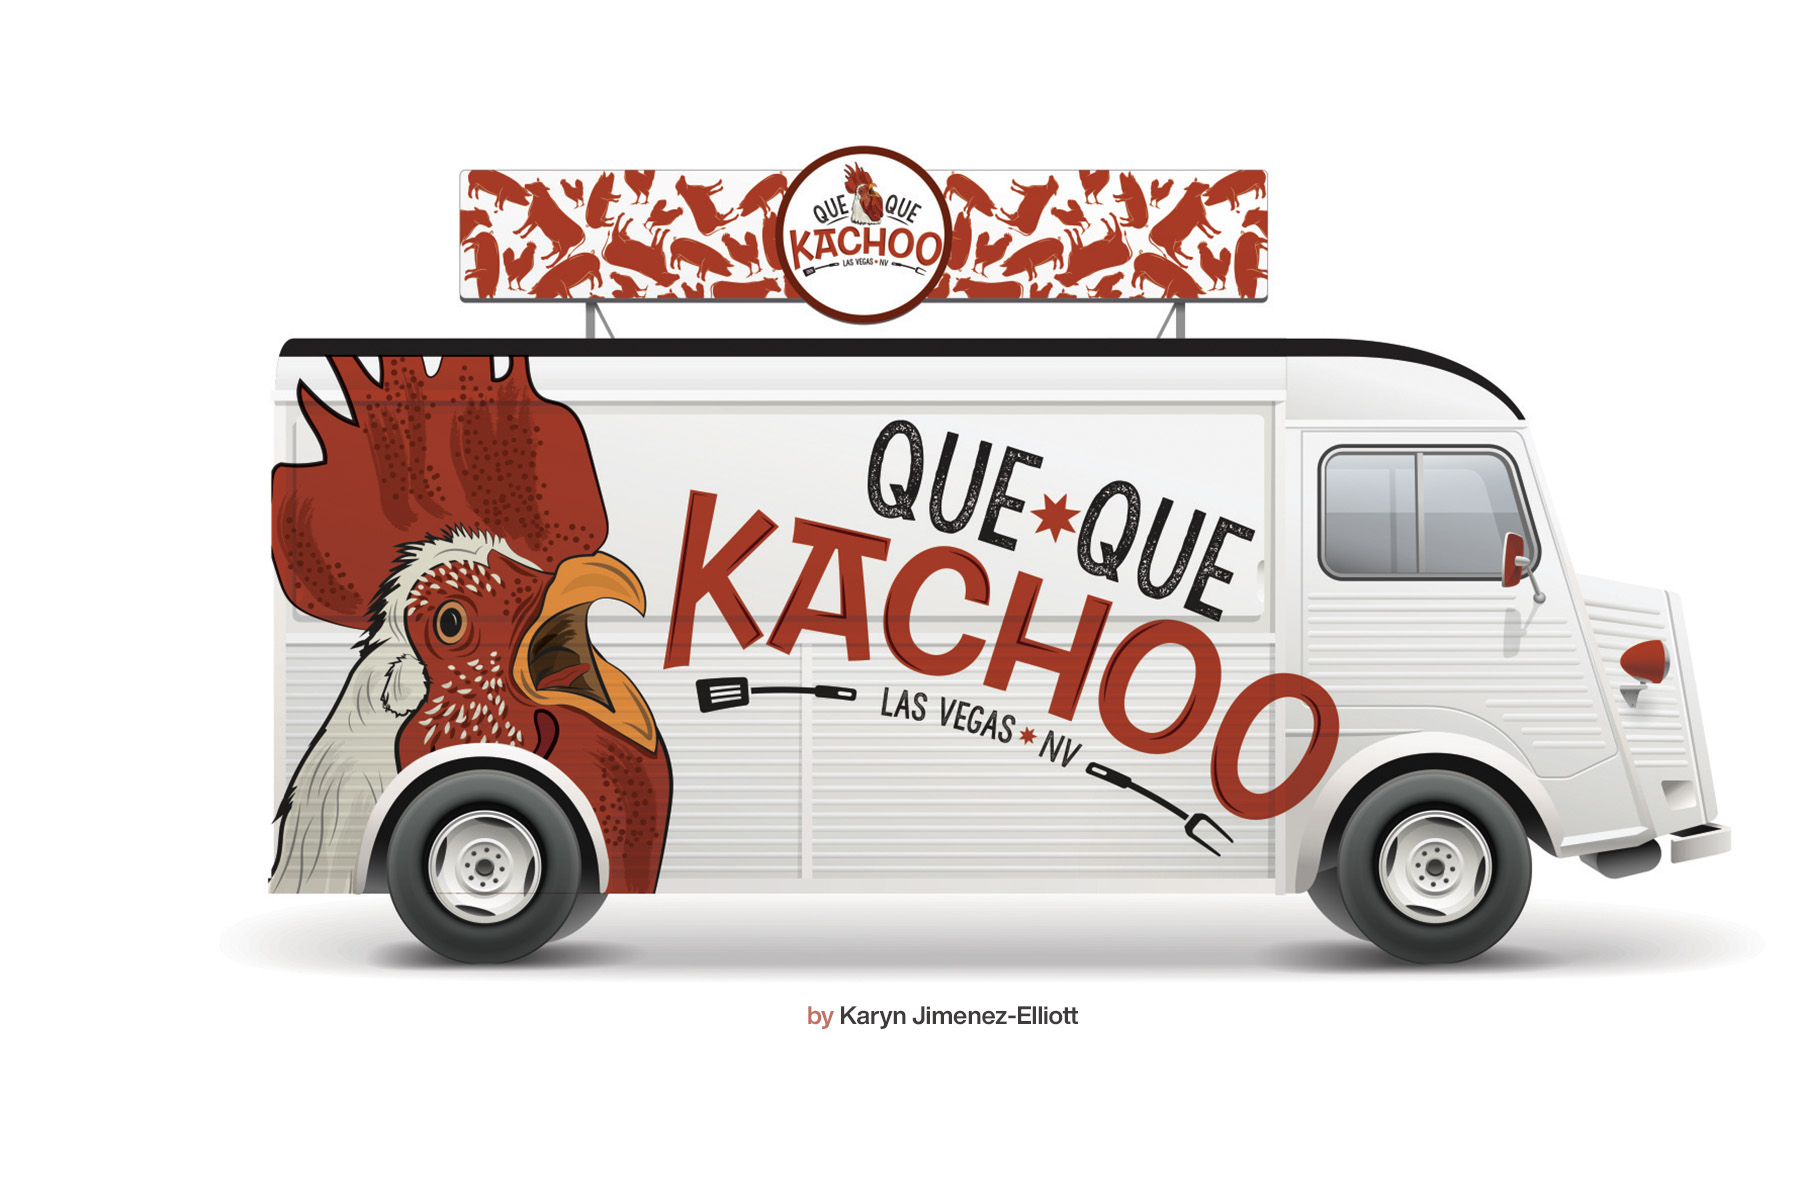 QUE QUE
KACHOO
LAS VEGAS * NV
QUE * QUE
KACHOO
LAS VEGAS * NV
by Karyn Jimenez-Elliott